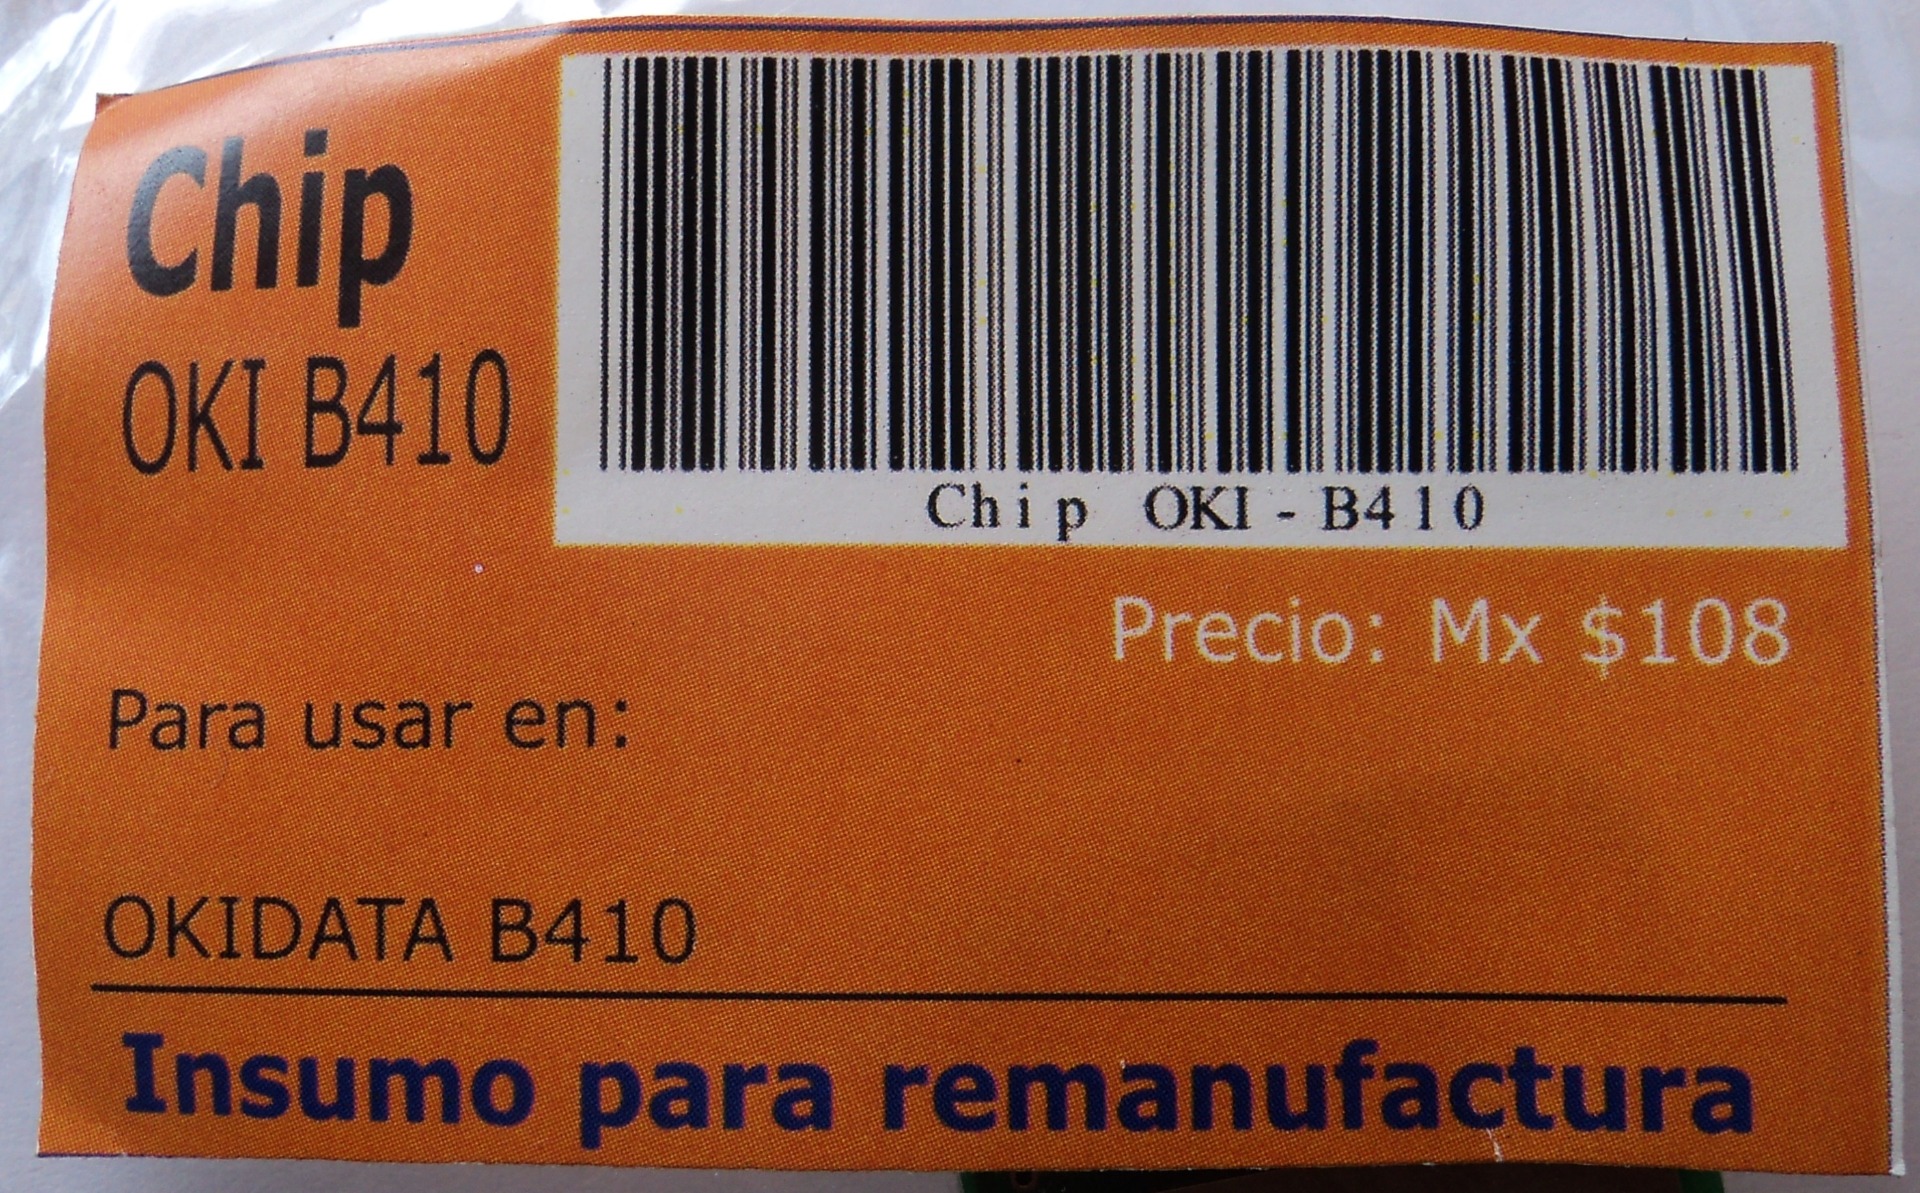 Chip
OKI B410
Chip OKI - B410
Precio: Mx $108
Para usar en:
OKIDATA B410
Insumo para remanufactura